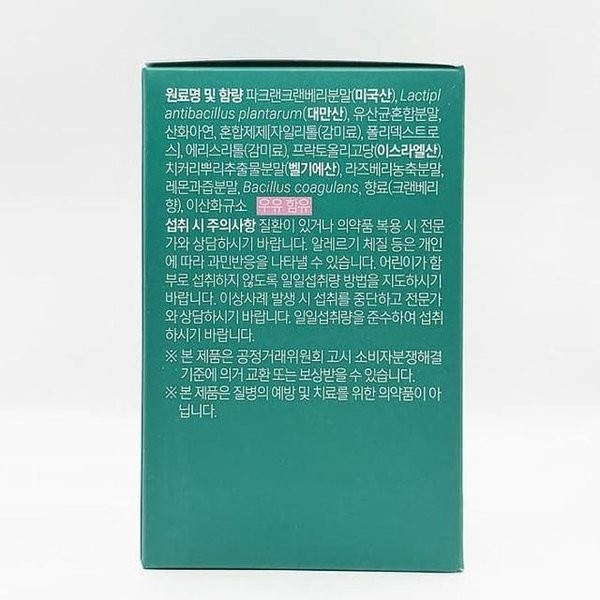 원료명 및 함량 파크랜크랜베리분말(미국산), Lactipl
antibacillus plantarum(대만산), 유산균혼합분말,
산화아연, 혼합제제[자일리톨(감미료), 폴리덱스트로
스], 에리스리톨(감미료), 프락토올리고당(이스라엘산),
치커리뿌리추출물분말(벨기에산), 라즈베리농축분말,
레몬과즙분말, Bacillus coagulans, 향료(크랜베리
향), 이산화규소 우유 함유
섭취 시 주의사항 질환이 있거나 의약품 복용 시 전문
가와 상담하시기 바랍니다. 알레르기 체질 등은 개인
에 따라 과민반응을 나타낼 수 있습니다. 어린이가 함
부로 섭취하지 않도록 일일섭취량 방법을 지도하시기
바랍니다. 이상사례 발생 시 섭취를 중단하고 전문가
와 상담하시기 바랍니다. 일일섭취량을 준수하여 섭취
하시기 바랍니다.
※ 본 제품은 공정거래위원회 고시 소비자분쟁해결
기준에 의거 교환 또는 보상받을 수 있습니다.
※ 본 제품은 질병의 예방 및 치료를 위한 의약품이 아
닙니다.